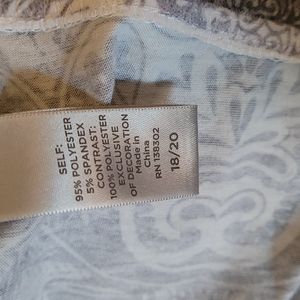 SELF:
95% POLYESTER
5% SPANDEX
CONTRAST:
100% POLYESTER
EXCLUSIVE
OF DECORATION
Made in
China
RN 138302
18/20